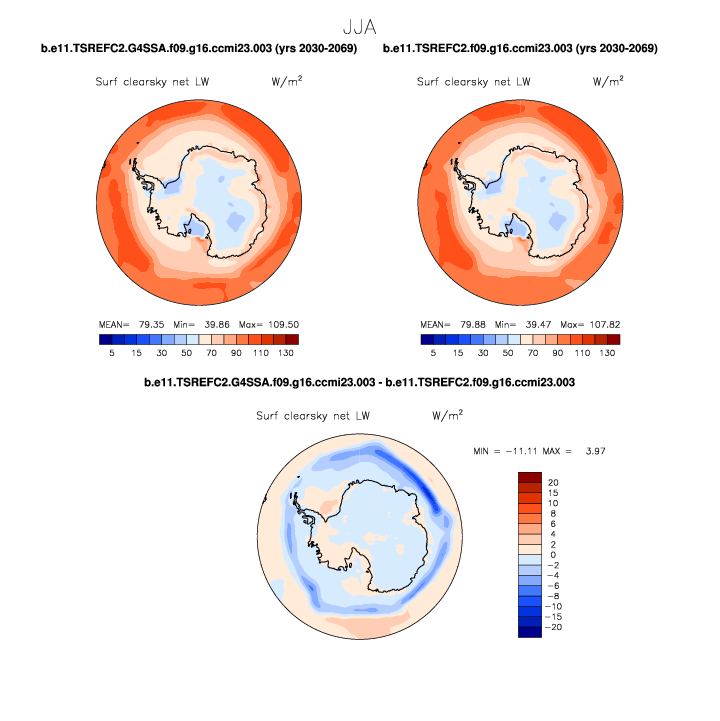 JJA
b.e11.TSREFC2.G4SSA.f09.g16.ccmi23.003 (yrs 2030-2069)
b.e11.TSREFC2.f09.g16.ccmi23.003 (yrs 2030-2069)
Surf clearsky net LW W/m²
Surf clearsky net LW W/m²
MEAN= 79.35 Min= 39.86 Max= 109.50
MEAN= 79.88 Min= 39.47 Max= 107.82
5 15 30 50 70 90 110 130
5 15 30 50 70 90 110 130
b.e11.TSREFC2.G4SSA.f09.g16.ccmi23.003 - b.e11.TSREFC2.f09.g16.ccmi23.003
Surf clearsky net LW W/m²
MIN = −11.11 MAX = 3.97
20
15
10
8
6
4
2
0
−2
−4
−6
−8
−10
−15
−20